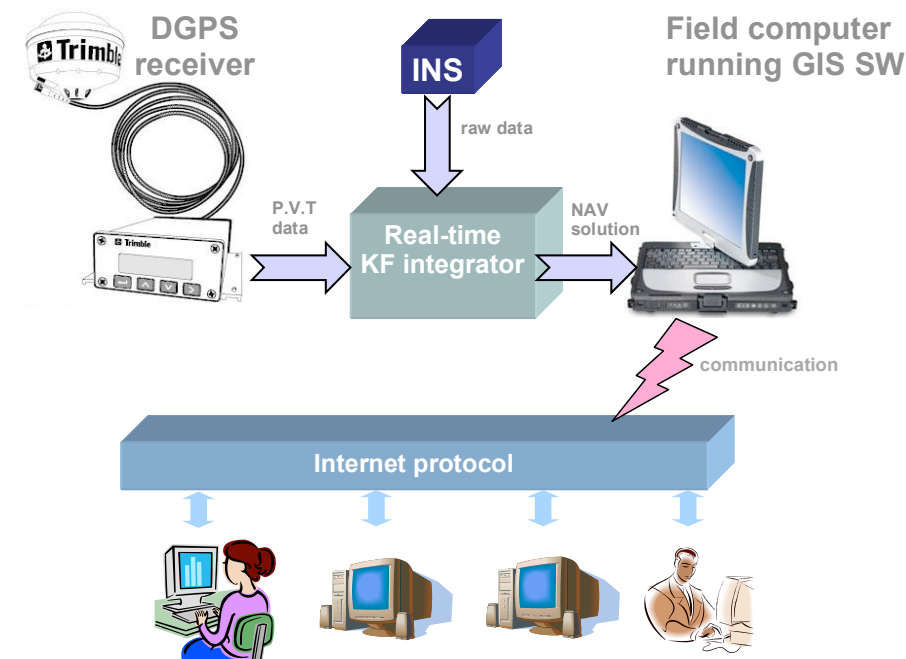 DGPS
receiver
Trimble
INS
Field computer
running GIS SW
raw data
P.V.T
data
Real-time
KF integrator
NAV
solution
Trimble
communication
Internet protocol